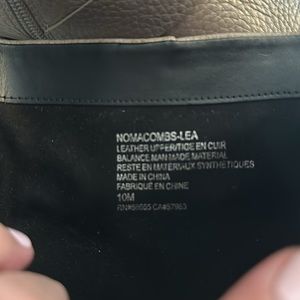 NOMACOMBS-LEA
LEATHER UPPER/TIGE EN CUIR
BALANCE MAN MADE MATERIAL
RESTE EN MATERIAUX SYNTHETIQUES
MADE IN CHINA
FABRIQUÉ EN CHINE
10M